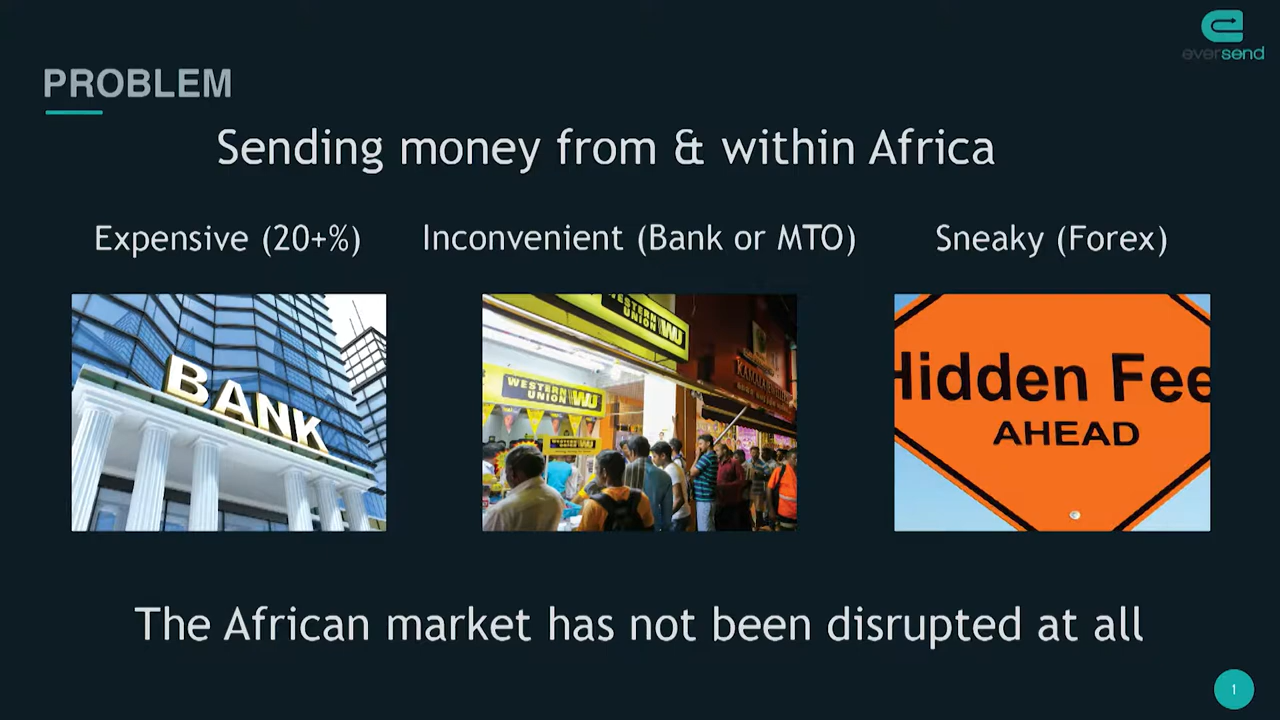 eversend
PROBLEM
Sending money from & within Africa
Expensive (20+%)
Inconvenient (Bank or MTO)
Sneaky (Forex)
BANK
WESTERN
UNION WU
WESTERN
UNION WU
Hidden Fee
AHEAD
The African market has not been disrupted at all
1